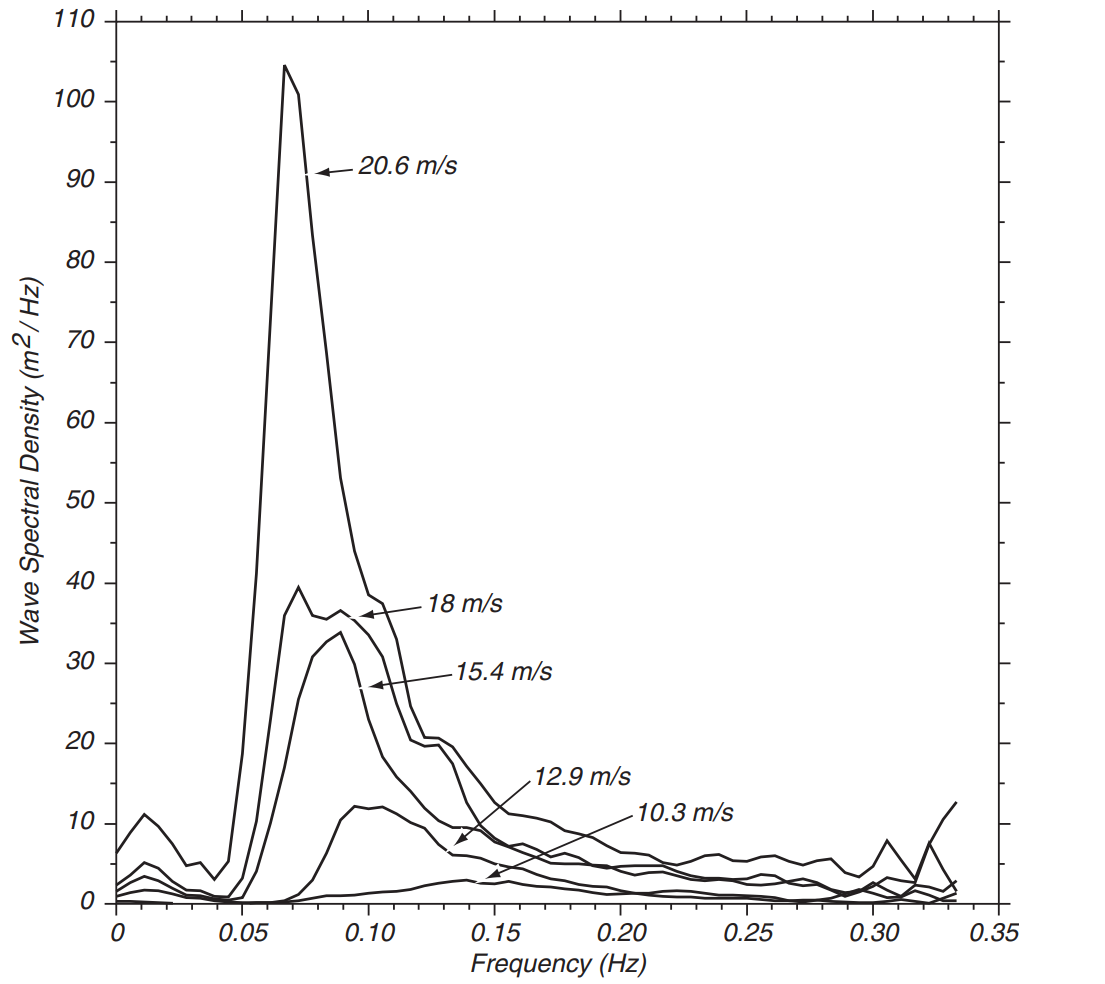 110
100
90
80
70
60
50
40
30
20
10
0
Wave Spectral Density (m2 / Hz)
20.6 m/s
18 m/s
15.4 m/s
12.9 m/s
10.3 m/s
0 0.05 0.10 0.15 0.20 0.25 0.30 0.35
Frequency (Hz)